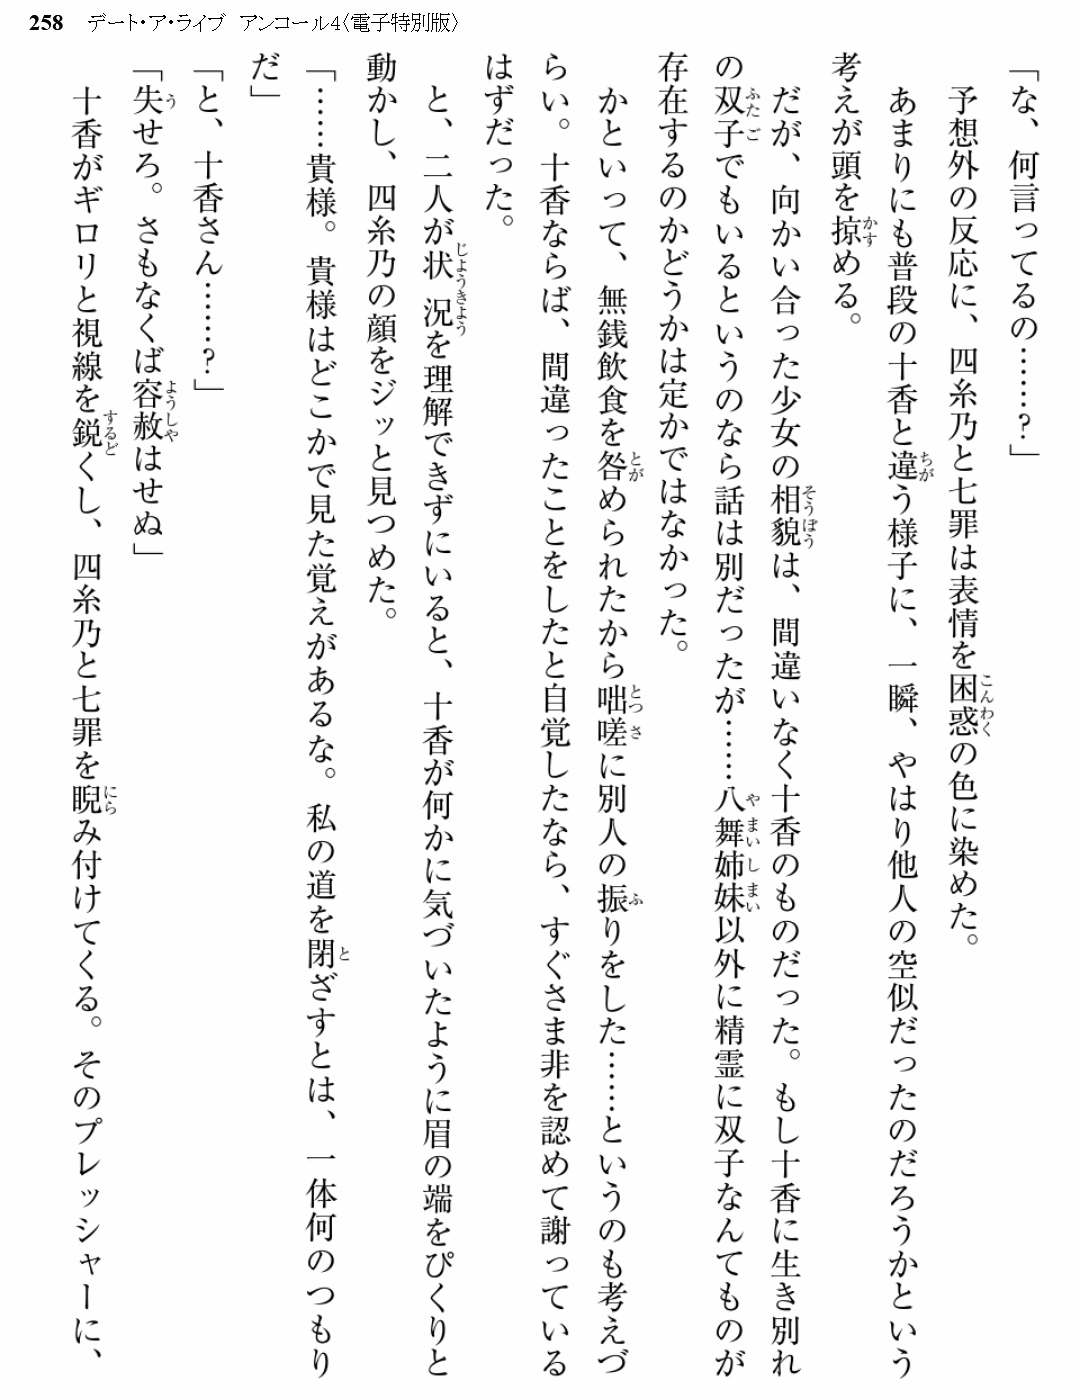 258 デート・ア・ライブ アンコール4〈電子特別版〉
「な、何言ってるの……？」
予想外の反応に、四糸乃と七罪は表情を困惑の色に染めた。
あまりにも普段の十香と違う様子に、一瞬、やはり他人の空似だったのだろうかという
考えが頭を掠める。
だが、向かい合った少女の相貌は、間違いなく十香のものだった。もし十香に生き別れ
の双子でもいるというのなら話は別だったが……八舞姉妹以外に精霊に双子なんてものが
存在するのかどうかは定かではなかった。
かといって、無銭飲食を咎められたから咄嗟に別人の振りをした……というのも考えづ
らい。十香ならば、間違ったことをしたと自覚したなら、すぐさま非を認めて謝っている
はずだった。
と、二人が状況を理解できずにいると、十香が何かに気づいたように眉の端をぴくりと
動かし、四糸乃の顔をジッと見つめた。
「……貴様。貴様はどこかで見た覚えがあるな。私の道を閉ざすとは、一体何のつもり
だ」
「と、十香さん……？」
「失せろ。さもなくば容赦はせぬ」
十香がギロリと視線を鋭くし、四糸乃と七罪を睨み付けてくる。そのプレッシャーに、